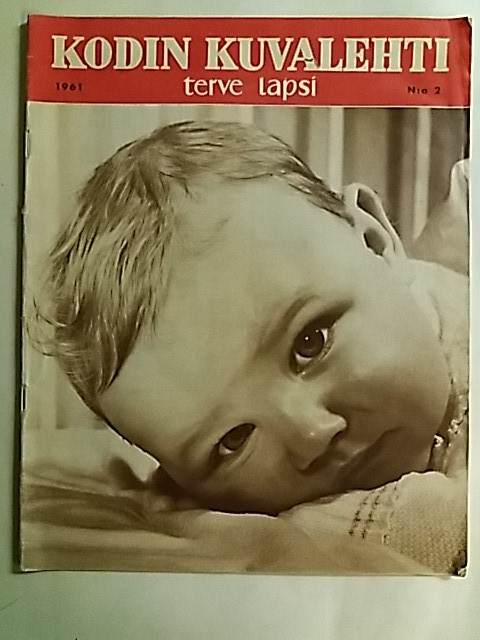 KODIN KUVALEHTI
1961 terve lapsi N:o 2